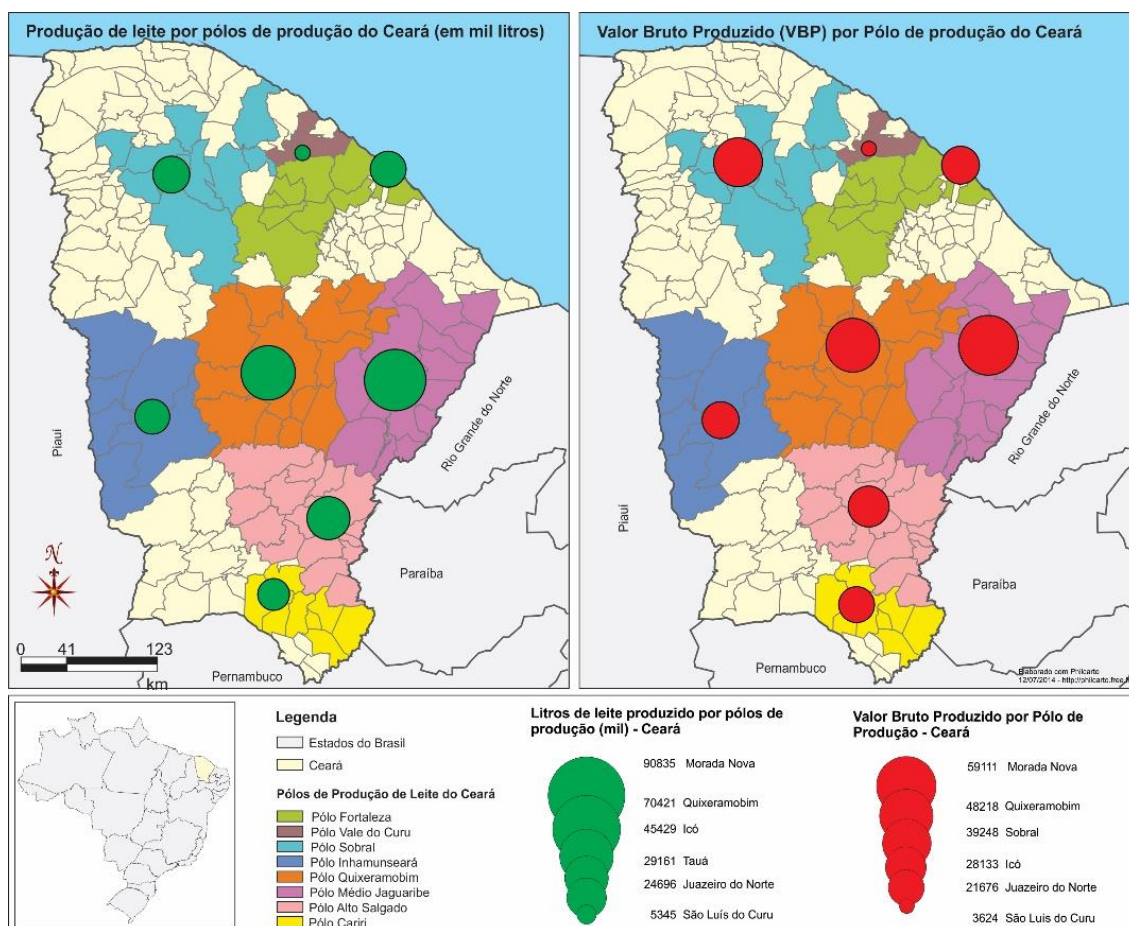 Produção de leite por pólos de produção do Ceará (em mil litros)
Piauí
Rio Grande do Norte
Paraíba
Pernambuco
N
0 41 123
km
Valor Bruto Produzido (VBP) por Pólo de produção do Ceará
Piauí
Rio Grande do Norte
Paraíba
Pernambuco
Elaborado com Philcarto
12/07/2014 - http://philcarto.free.f
Legenda
Estados do Brasil
Ceará
Pólos de Produção de Leite do Ceará
Pólo Fortaleza
Pólo Vale do Curu
Pólo Sobral
Pólo Inhamunseará
Pólo Quixeramobim
Pólo Médio Jaguaribe
Pólo Alto Salgado
Pólo Cariri
Litros de leite produzido por pólos de
produção (mil) - Ceará
90835 Morada Nova
70421 Quixeramobim
45429 Icó
29161 Tauá
24696 Juazeiro do Norte
5345 São Luís do Curu
Valor Bruto Produzido por Pólo de
Produção - Ceará
59111 Morada Nova
48218 Quixeramobim
39248 Sobral
28133 Icó
21676 Juazeiro do Norte
3624 São Luis do Curu